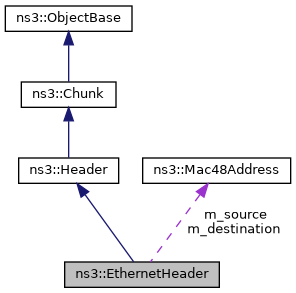 ns3::ObjectBase
ns3::Chunk
ns3::Header
ns3::Mac48Address
m_source
m_destination
ns3::EthernetHeader